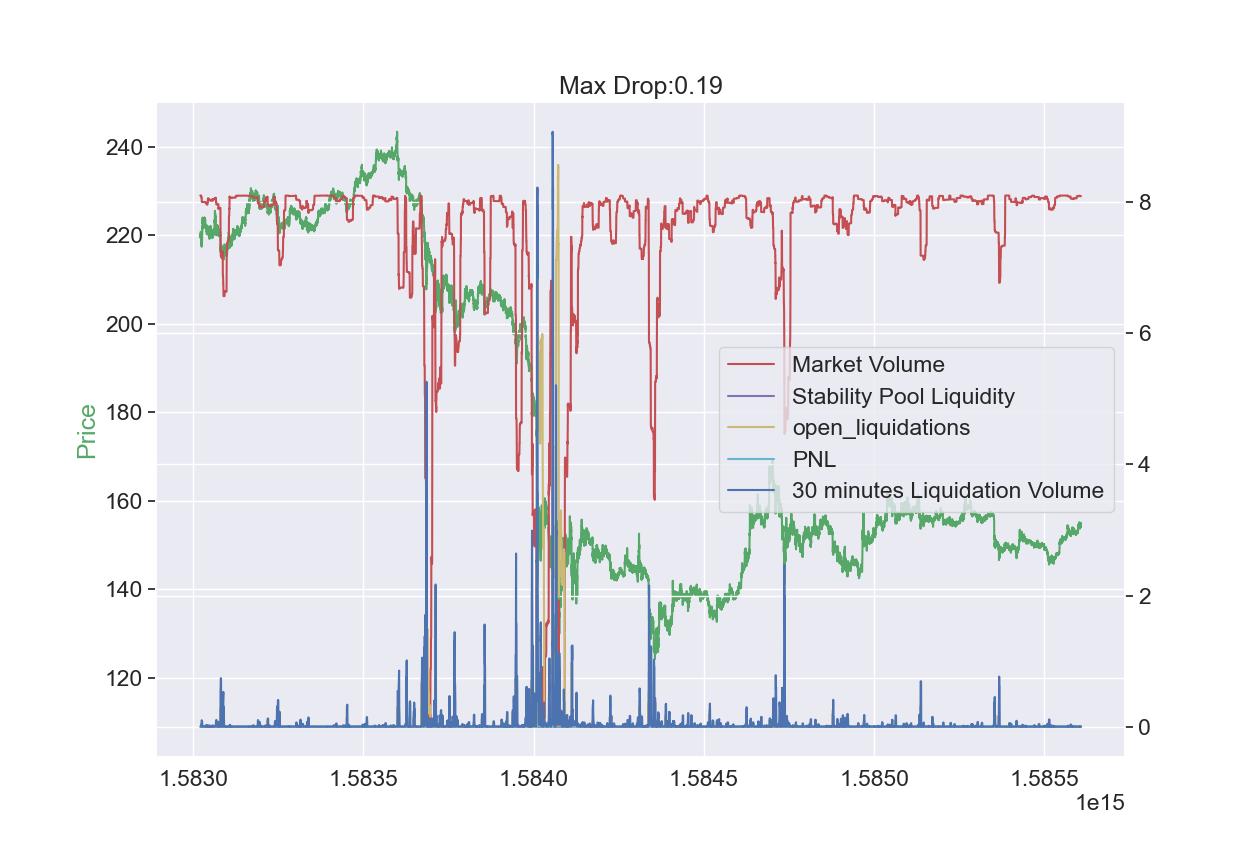 Max Drop:0.19
240
220
200
180
160
140
120
Price
8
6
4
2
0
Market Volume
Stability Pool Liquidity
open_liquidations
PNL
30 minutes Liquidation Volume
1.5830 1.5835 1.5840 1.5845 1.5850 1.5855
1e15